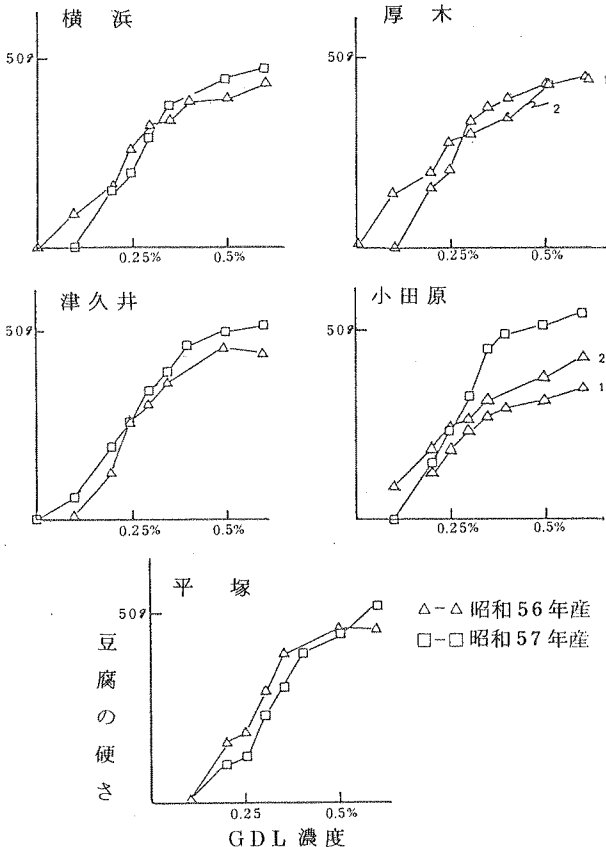 横浜
50g
0.25%
0.5%
厚木
50g
1
2
0.25%
0.5%
津久井
50g
0.25%
0.5%
小田原
50g
2
1
0.25%
0.5%
平塚
50g
豆腐の硬さ
0.25
0.5%
GDL 濃度
△-△ 昭和56年産
□-□ 昭和57年産